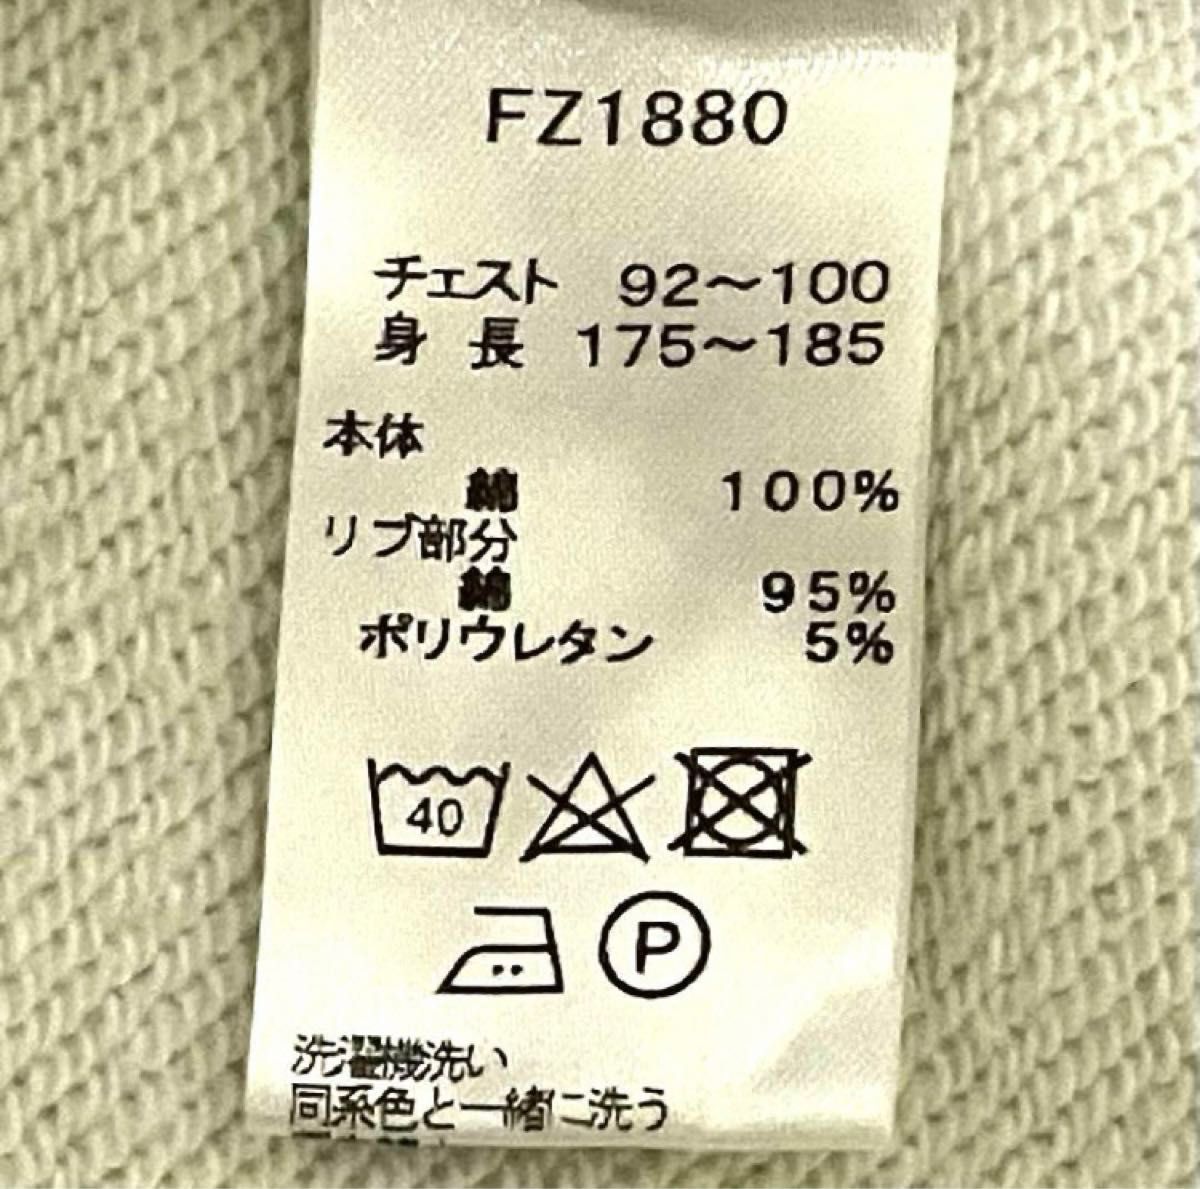 FZ1880
チェスト 92～100
身 長 175～185
本体
綿 100%
リブ部分
綿 95%
ポリウレタン 5%
40
P
洗濯機洗い
同系色と一緒に洗う